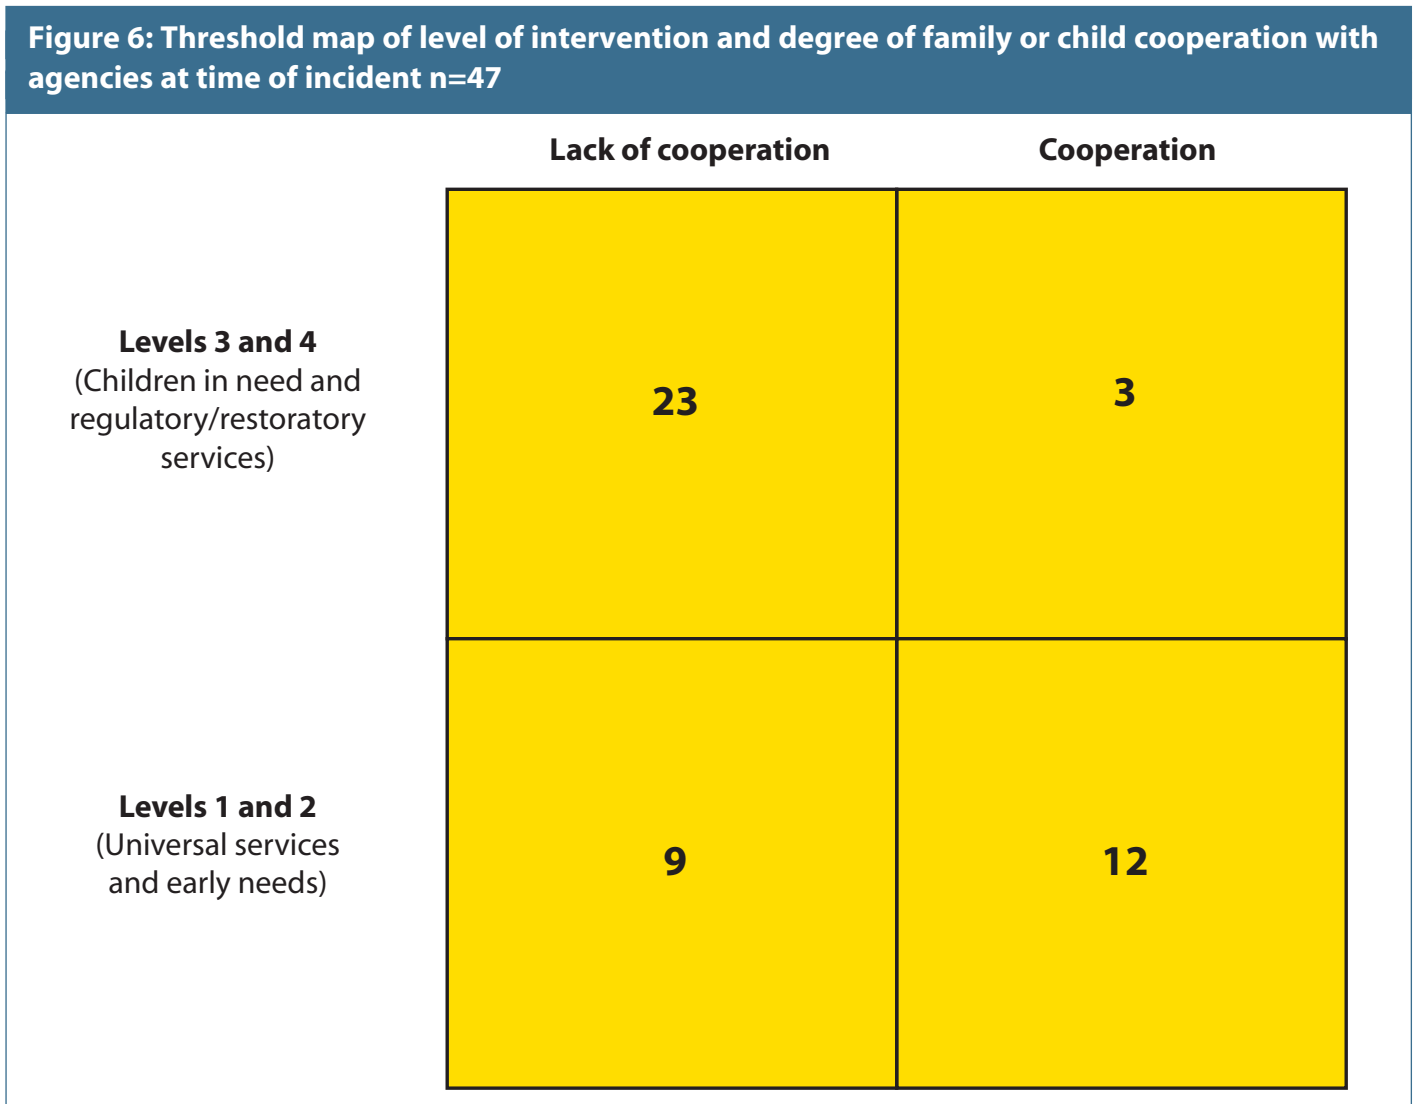 Figure 6: Threshold map of level of intervention and degree of family or child cooperation with
agencies at time of incident n=47
Lack of cooperation
Cooperation
Levels 3 and 4
(Children in need and
regulatory/restoratory
services)
23
3
Levels 1 and 2
(Universal services
and early needs)
9
12